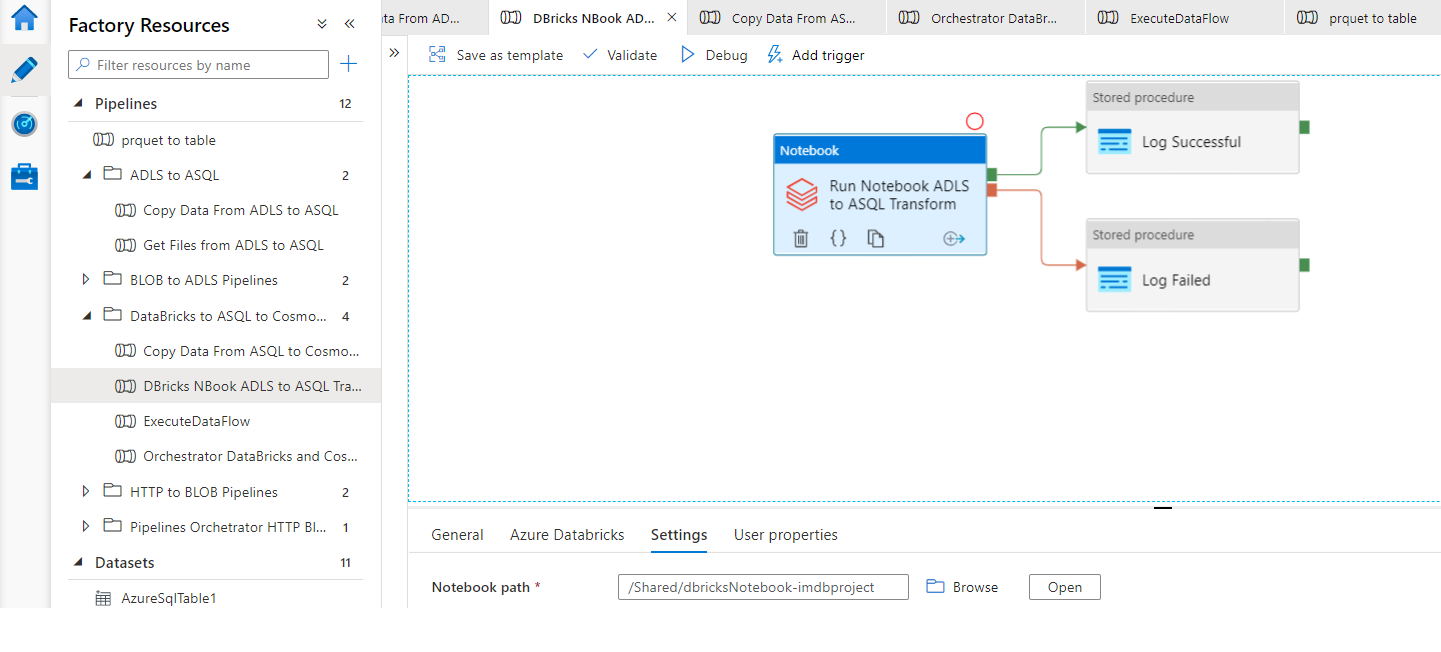 Factory Resources
Filter resources by name
Pipelines 12
prquet to table
ADLS to ASQL 2
Copy Data From ADLS to ASQL
Get Files from ADLS to ASQL
BLOB to ADLS Pipelines 2
DataBricks to ASQL to Cosmo... 4
Copy Data From ASQL to Cosmo...
DBricks NBook ADLS to ASQL Tra...
ExecuteDataFlow
Orchestrator DataBricks and Cos...
HTTP to BLOB Pipelines 2
Pipelines Orchetrator HTTP Bl... 1
Datasets 11
AzureSqlTable1
ta From AD...
DBricks NBook AD...
Copy Data From AS...
Orchestrator DataBr...
ExecuteDataFlow
prquet to table
Save as template Validate Debug Add trigger
Notebook
Run Notebook ADLS
to ASQL Transform
Stored procedure
Log Successful
Stored procedure
Log Failed
General Azure Databricks Settings User properties
Notebook path * /Shared/dbricksNotebook-imdbproject Browse Open